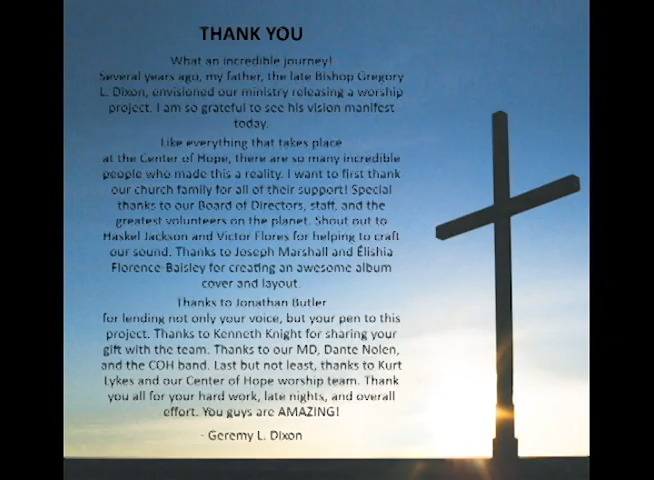 THANK YOU
What an incredible journey!
Several years ago, my father, the late Bishop Gregory
L. Dixon, envisioned our ministry releasing a worship
project. I am so grateful to see his vision manifest
today.
Like everything that takes place
at the Center of Hope, there are so many incredible
people who made this a reality. I want to first thank
our church family for all of their support! Special
thanks to our Board of Directors, staff, and the
greatest volunteers on the planet. Shout out to
Haskel Jackson and Victor Flores for helping to craft
our sound. Thanks to Joseph Marshall and Élishia
Florence-Baisley for creating an awesome album
cover and layout.
Thanks to Jonathan Butler
for lending not only your voice, but your pen to this
project. Thanks to Kenneth Knight for sharing your
gift with the team. Thanks to our MD, Dante Nolen,
and the COH band. Last but not least, thanks to Kurt
Lykes and our Center of Hope worship team. Thank
you all for your hard work, late nights, and overall
effort. You guys are AMAZING!
- Geremy L. Dixon